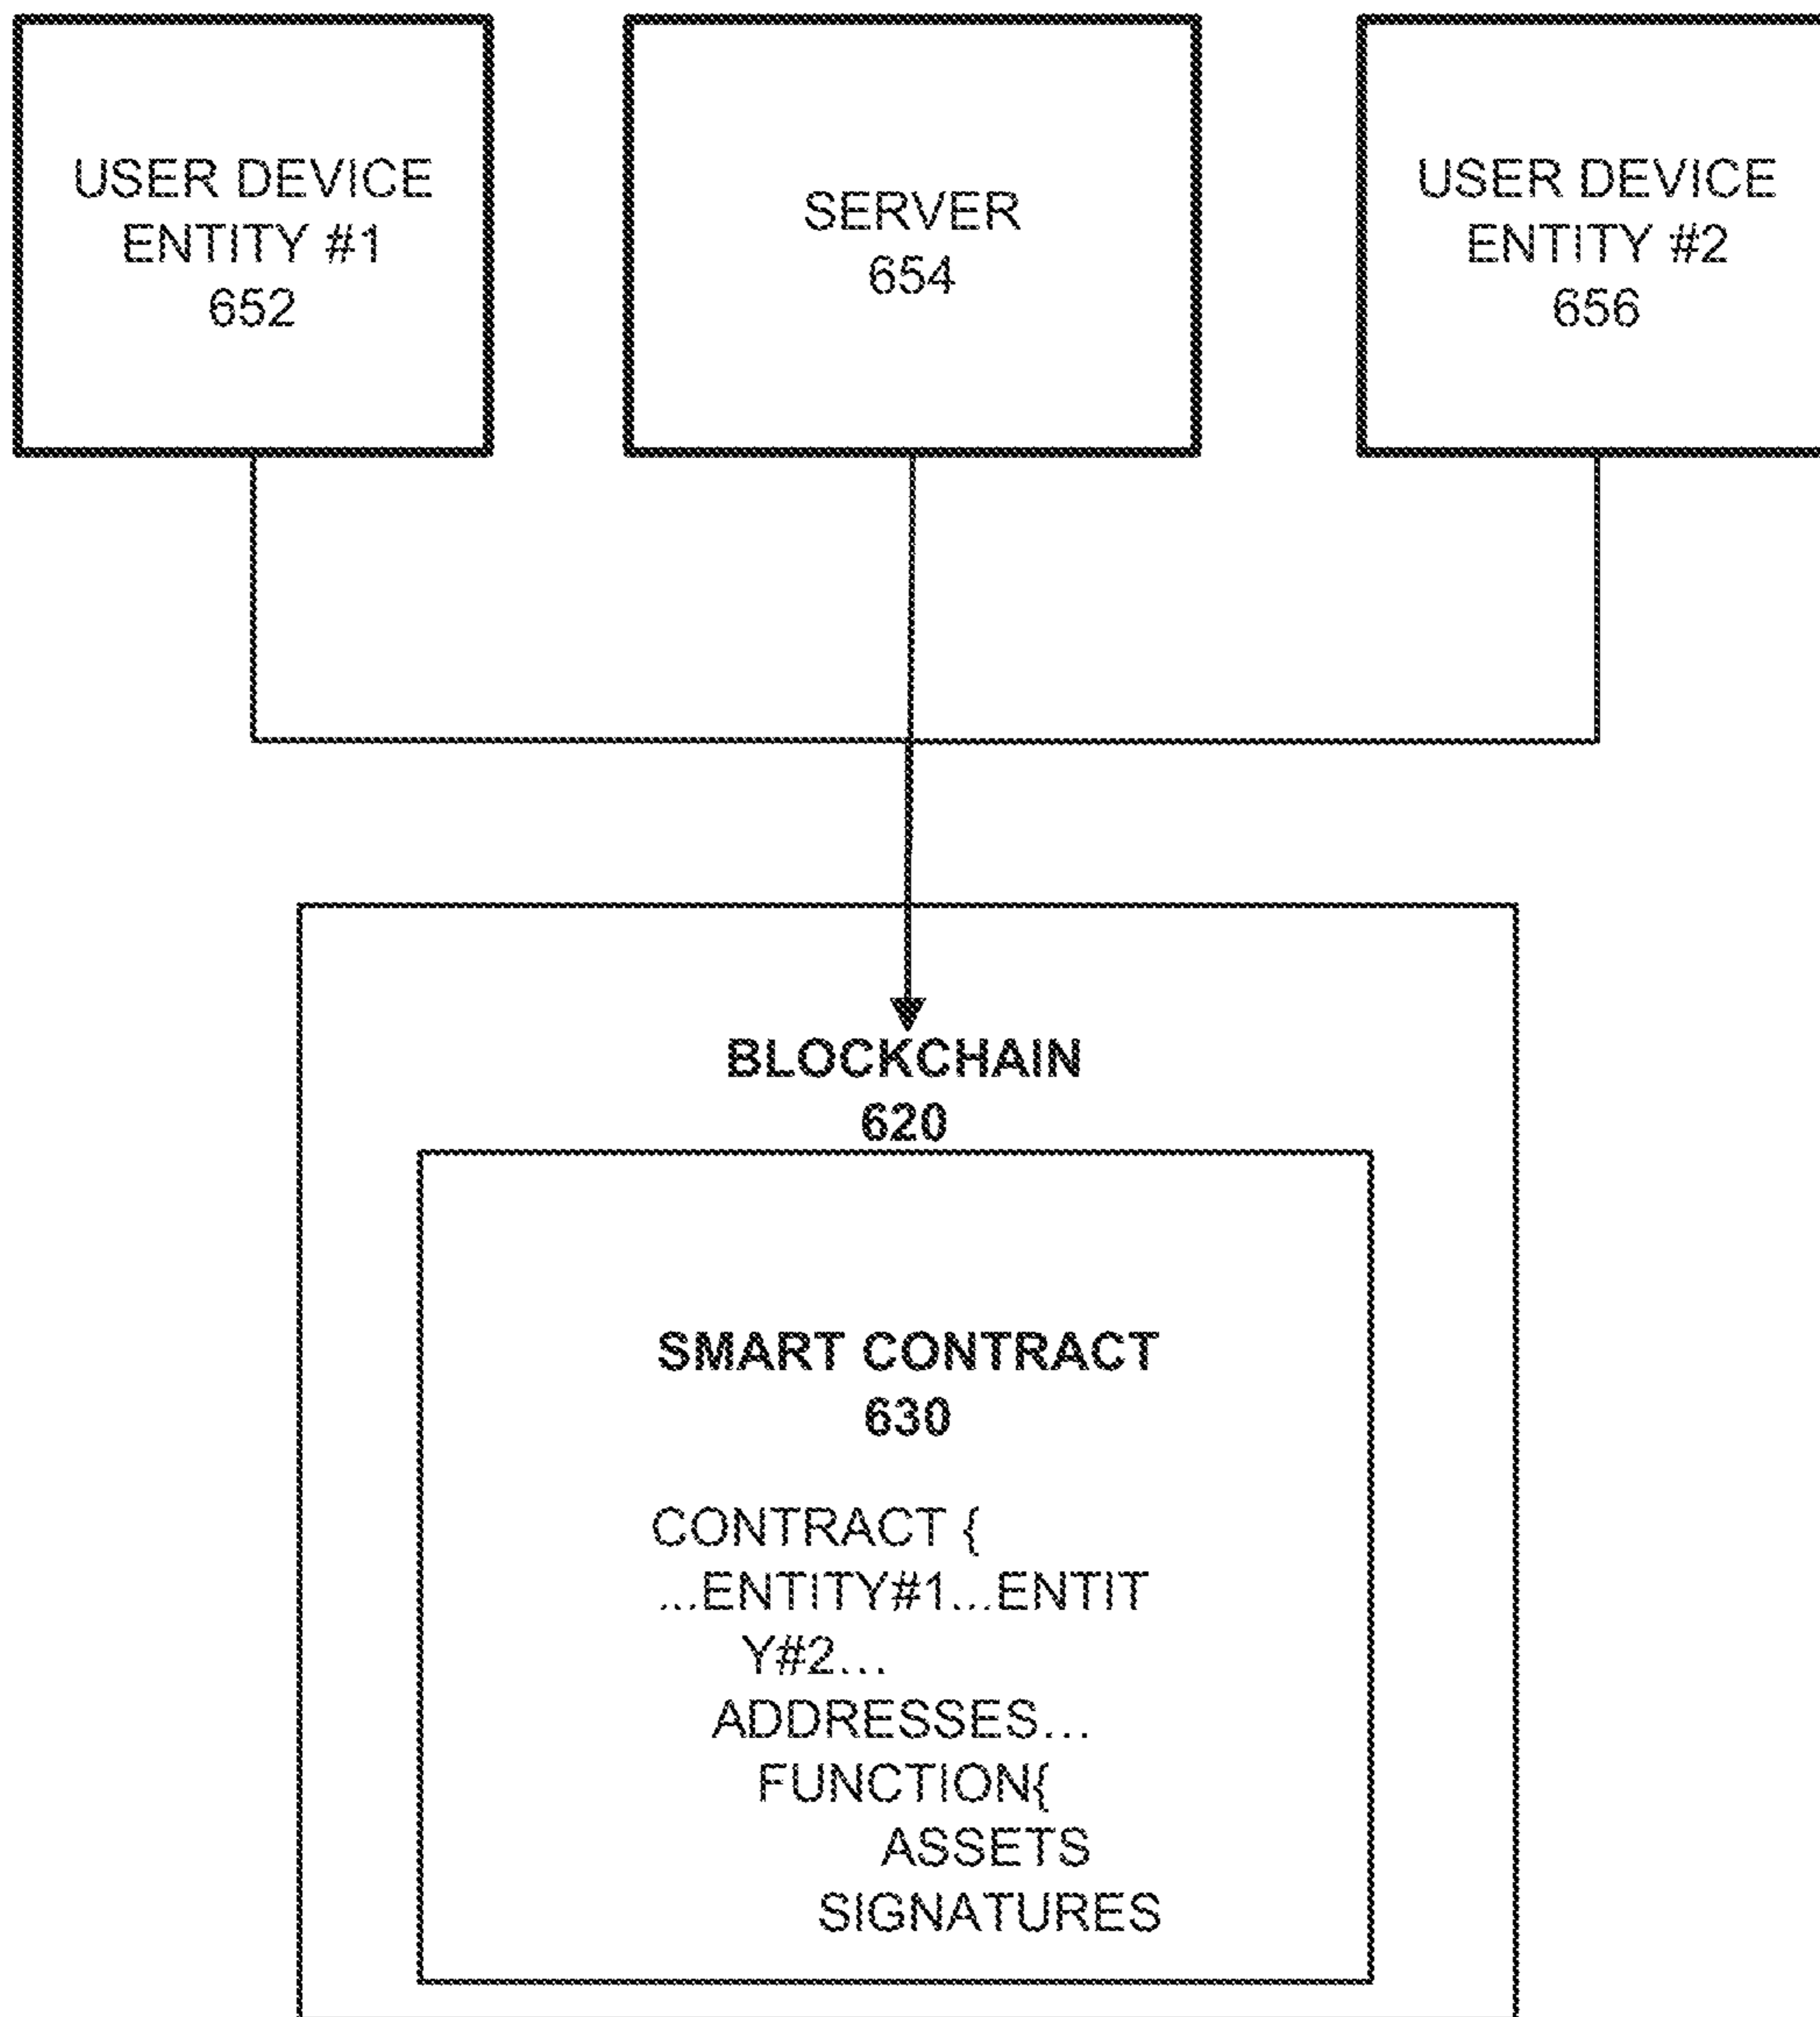 USER DEVICE
ENTITY #1
652
SERVER
654
USER DEVICE
ENTITY #2
656
BLOCKCHAIN
620
SMART CONTRACT
630
CONTRACT {
...ENTITY#1...ENTIT
Y#2...
ADDRESSES...
FUNCTION{
ASSETS
SIGNATURES